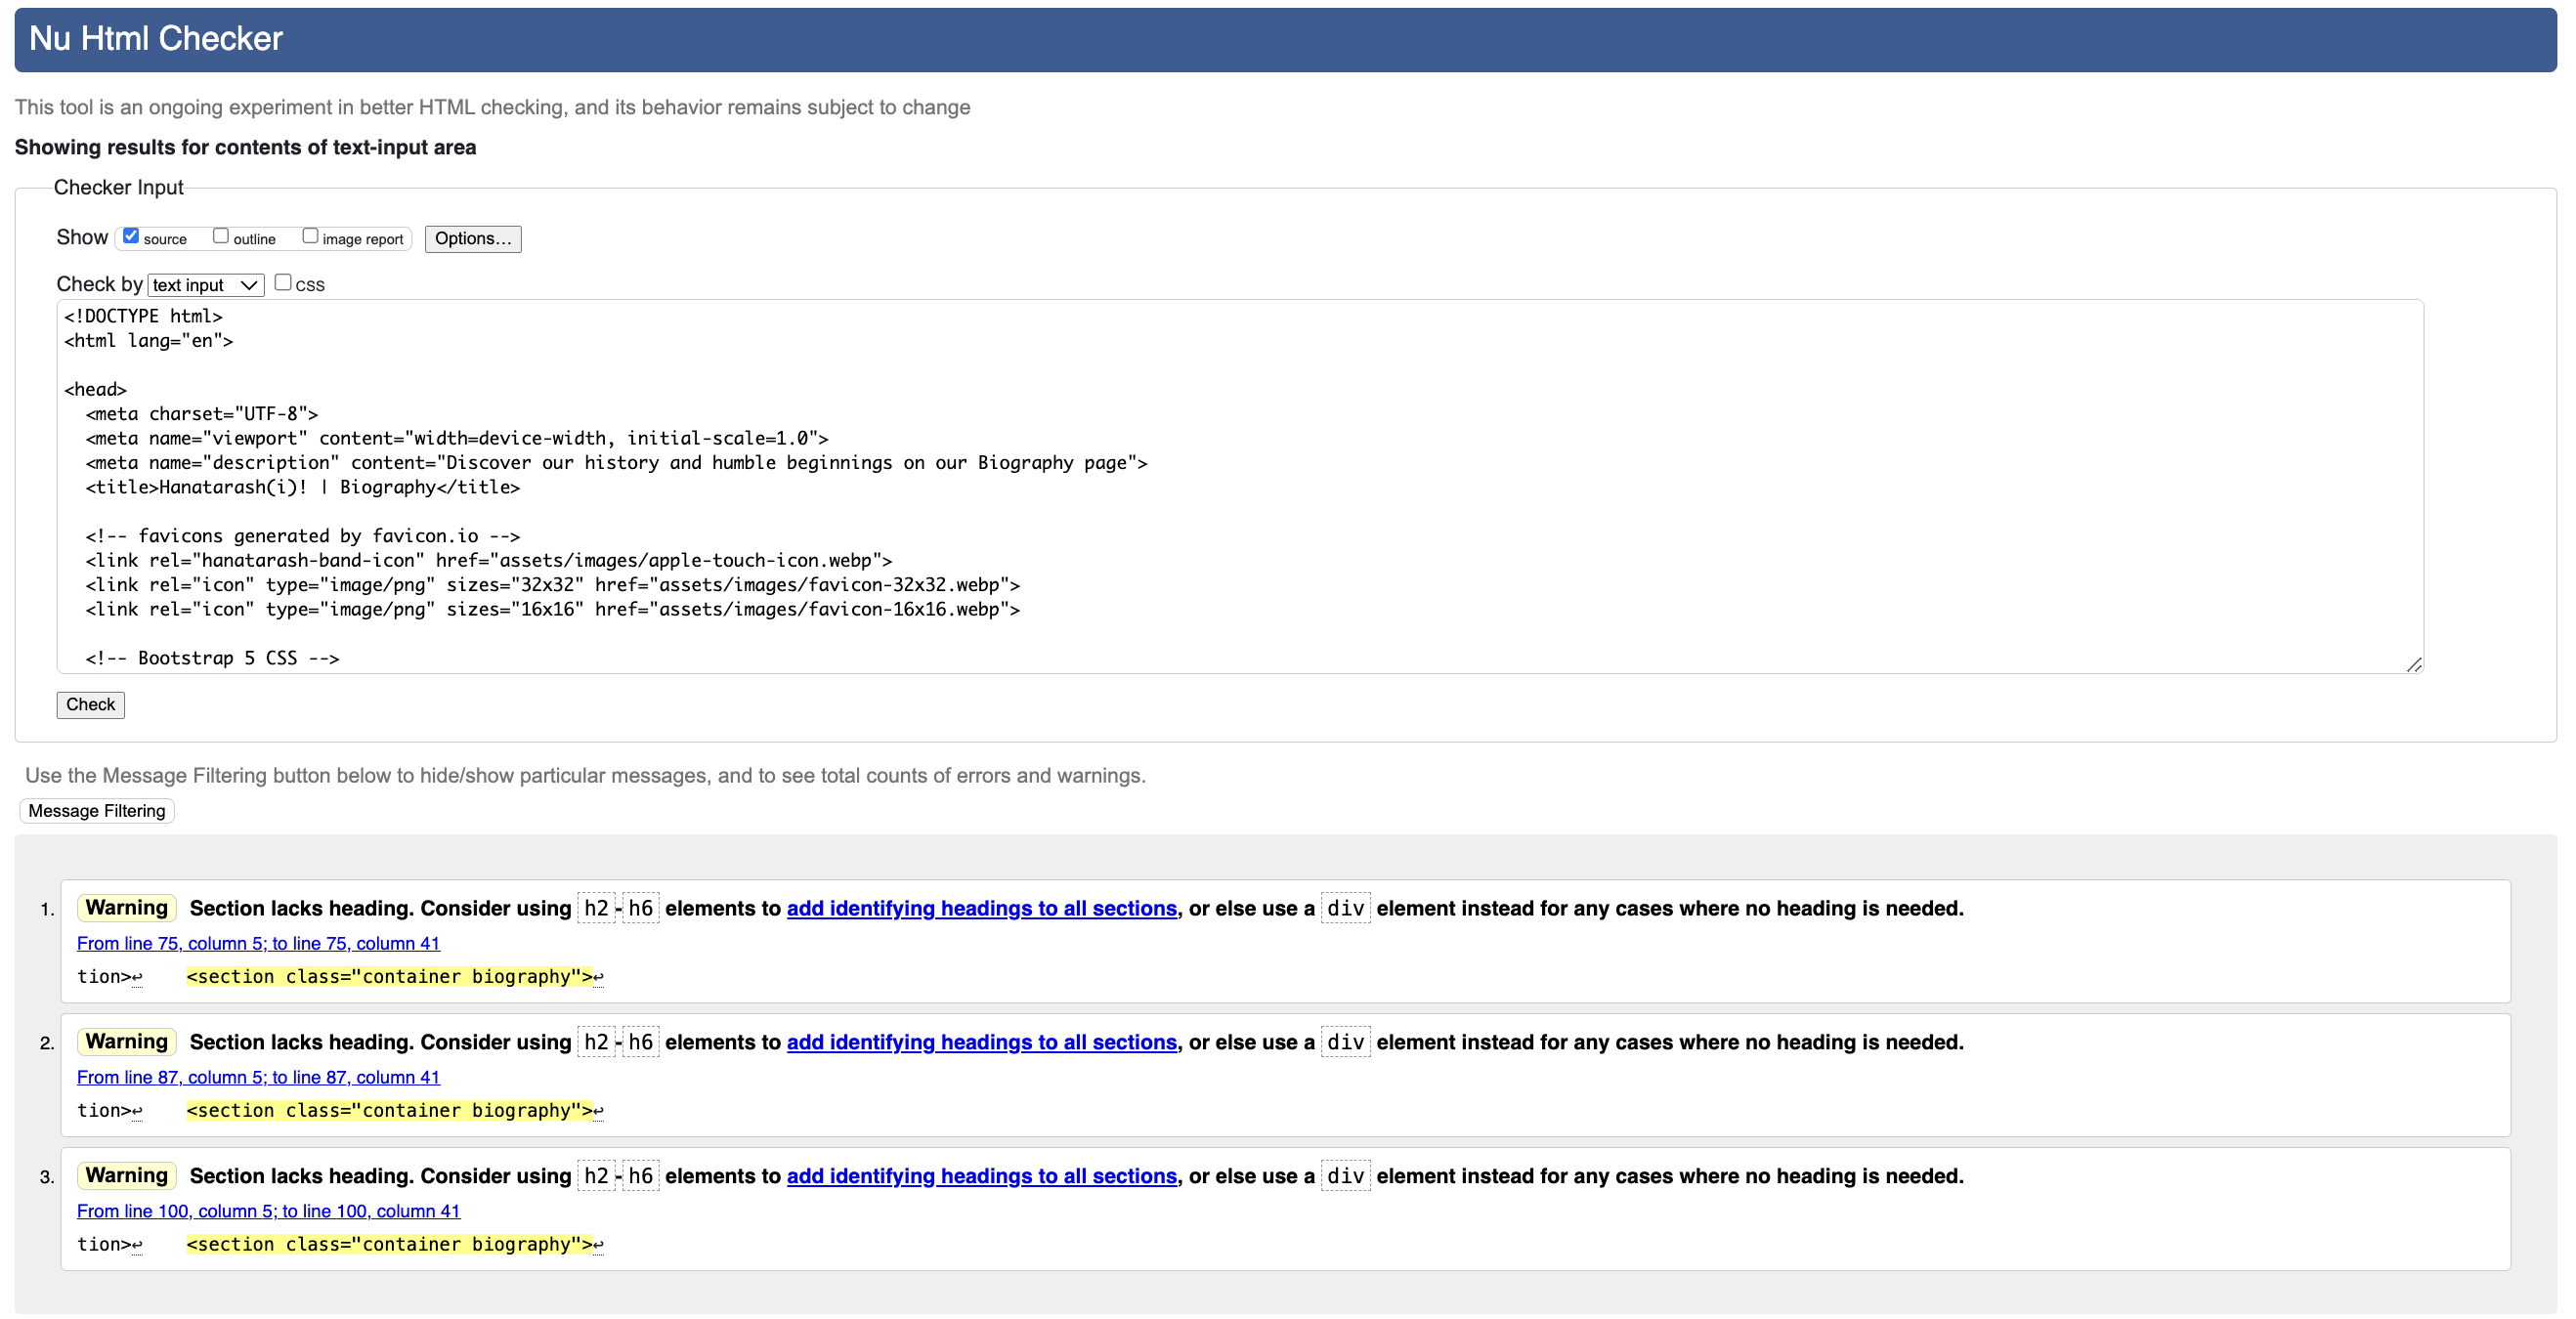 Nu Html Checker
This tool is an ongoing experiment in better HTML checking, and its behavior remains subject to change
Showing results for contents of text-input area
Checker Input
Show source outline image report Options...
Check by text input css
<!DOCTYPE html>
<html lang="en">
<head>
<meta charset="UTF-8">
<meta name="viewport" content="width=device-width, initial-scale=1.0">
<meta name="description" content="Discover our history and humble beginnings on our Biography page">
<title>Hanatarash(i)! | Biography</title>
<!-- favicons generated by favicon.io -->
<link rel="hanatarash-band-icon" href="assets/images/apple-touch-icon.webp">
<link rel="icon" type="image/png" sizes="32x32" href="assets/images/favicon-32x32.webp">
<link rel="icon" type="image/png" sizes="16x16" href="assets/images/favicon-16x16.webp">
<!-- Bootstrap 5 CSS -->
Check
Use the Message Filtering button below to hide/show particular messages, and to see total counts of errors and warnings.
Message Filtering
1. Warning Section lacks heading. Consider using h2-h6 elements to add identifying headings to all sections, or else use a div element instead for any cases where no heading is needed.
From line 75, column 5; to line 75, column 41
tion>↩ <section class="container biography">↩
2. Warning Section lacks heading. Consider using h2-h6 elements to add identifying headings to all sections, or else use a div element instead for any cases where no heading is needed.
From line 87, column 5; to line 87, column 41
tion>↩ <section class="container biography">↩
3. Warning Section lacks heading. Consider using h2-h6 elements to add identifying headings to all sections, or else use a div element instead for any cases where no heading is needed.
From line 100, column 5; to line 100, column 41
tion>↩ <section class="container biography">↩